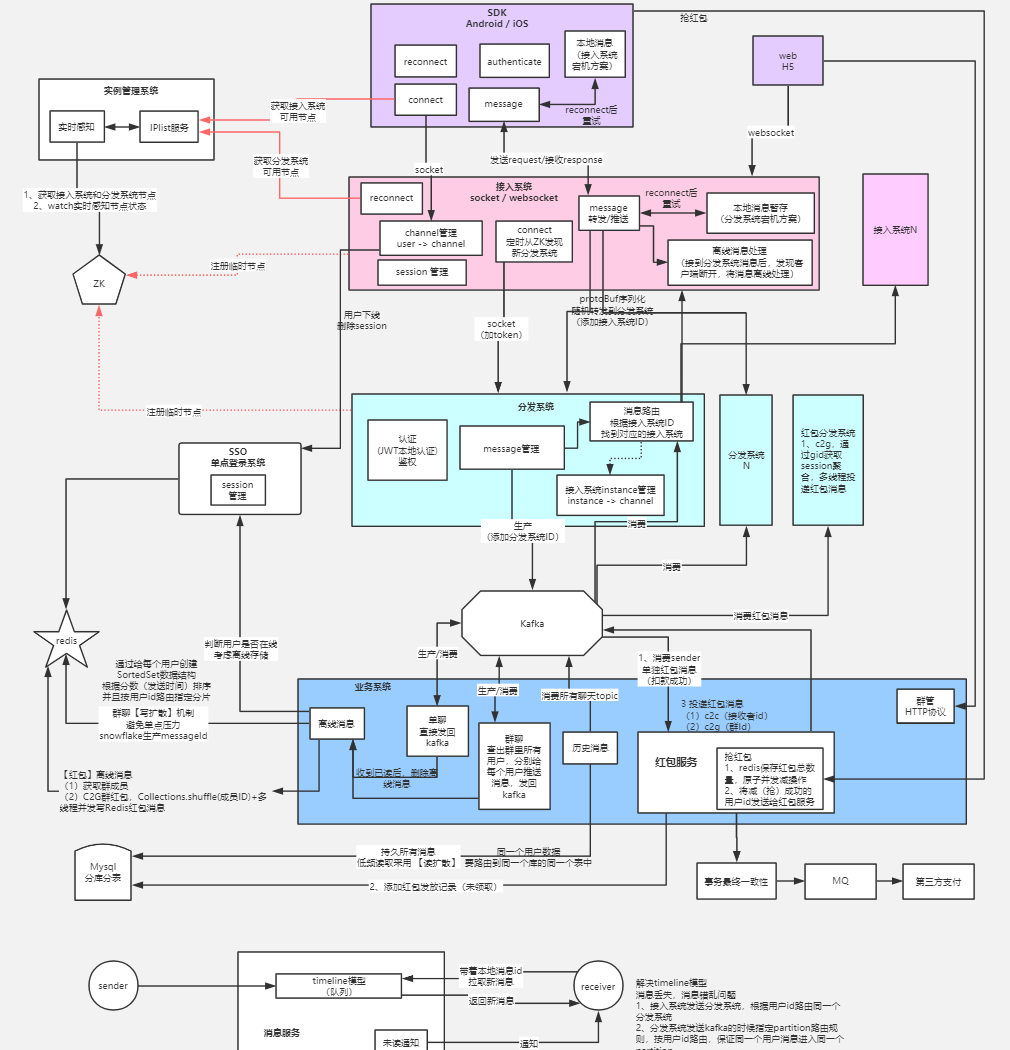 SDK
Android / iOS
抢红包
reconnect
authenticate
本地消息
（接入系统
宕机方案）
connect
message
reconnect后
重试
web
H5
websocket
实例管理系统
实时感知
IPlist服务
获取接入系统
可用节点
获取分发系统
可用节点
socket
发送request/接收response
1、获取接入系统和分发系统节点
2、watch实时感知节点状态
接入系统
socket / websocket
reconnect
message
转发/推送
reconnect后
重试
本地消息暂存
（分发系统宕机方案）
channel管理
user -> channel
connect
定时从ZK发现
新分发系统
离线消息处理
（接到分发系统消息后，发现客
户端断开，将消息离线处理）
session 管理
接入系统N
ZK
注册临时节点
用户下线
删除session
protoBuf序列化
随机转发到分发系统
（添加接入系统ID）
socket
（加token）
注册临时节点
分发系统
认证
(JWT本地认证)
鉴权
message管理
消息路由
根据接入系统ID
找到对应的接入系统
接入系统instance管理
instance -> channel
分发系统
N
红包分发系统
1、c2g，通
过gid获取
session聚
合，多线程投
递红包消息
SSO
单点登录系统
session
管理
生产
（添加分发系统ID）
消费
消费
Kafka
消费红包消息
redis
判断用户是否在线
考虑离线存储
生产/消费
1、消费sender
单独红包消息
（扣款成功）
通过给每个用户创建
SortedSet数据结构
根据分数（发送时间）排序
并且按用户id路由指定分片
群聊【写扩散】机制
避免单点压力
snowflake生产messageId
业务系统
生产/消费
消费所有聊天topic
3 投递红包消息
（1）c2c（接收者id）
（2）c2g（群Id）
群管
HTTP协议
离线消息
单聊
直接发回
kafka
群聊
查出群里所有
用户，分别给
每个用户推送
消息，发回
kafka
历史消息
红包服务
抢红包
1、redis保存红包总数
量，原子并发减操作
2、将减（抢）成功的
用户id发送给红包服务
收到已读后，删除离
线消息
【红包】离线消息
（1）获取群成员
（2）C2G群红包，Collections.shuffle(成员ID)+多
线程并发写Redis红包消息
Mysql
分库分表
持久所有消息
低频读取采用 【读扩散】
同一个用户数据
要路由到同一个库的同一个表中
2、添加红包发放记录（未领取）
事务最终一致性
MQ
第三方支付
sender
timeline模型
（队列）
带着本地消息id
拉取新消息
返回新消息
receiver
消息服务
未读通知
通知
解决timeline模型
消息丢失，消息错乱问题
1、接入系统发送分发系统，根据用户id路由同一个
分发系统
2、分发系统发送kafka的时候指定partition路由规
则，按用户id路由，保证同一个用户消息进入同一个